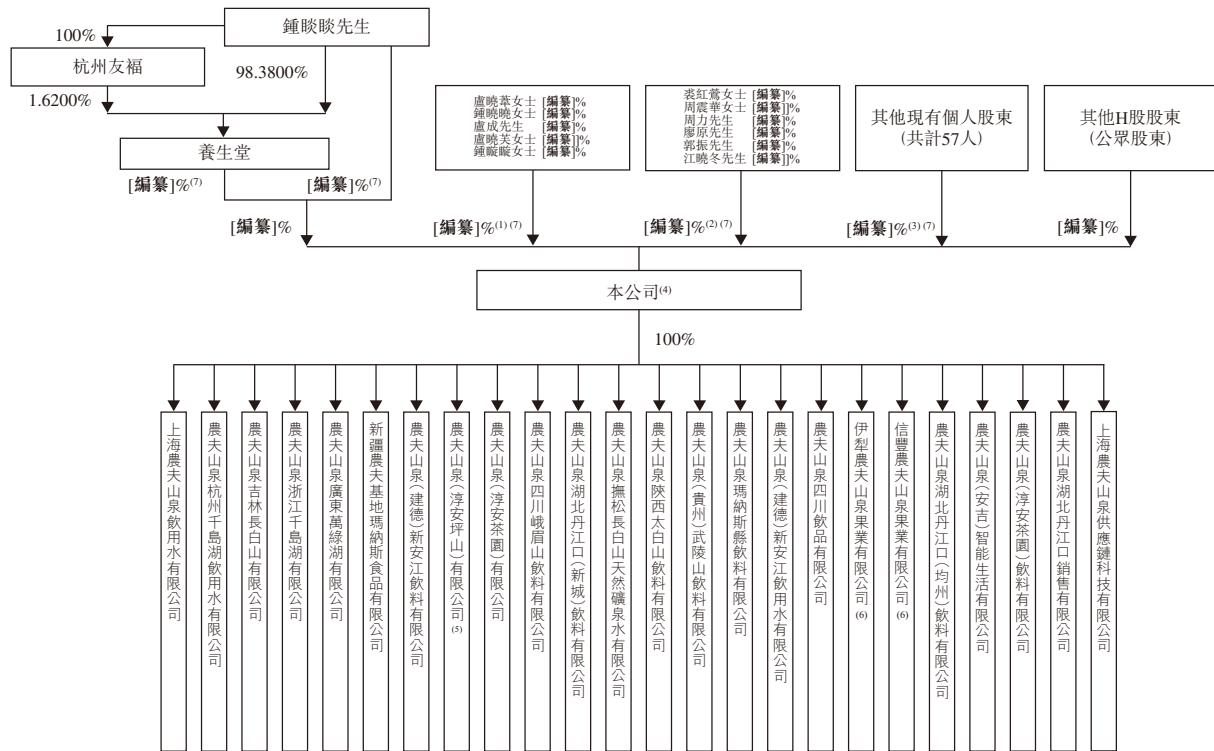 鍾睒睒先生
100%
杭州友福
98.3800%
1.6200%
養生堂
[編纂]%(7)
[編纂]%(7)
[編纂]%
盧曉葦女士 [編纂]%
鍾曉曉女士 [編纂]%
盧成先生 [編纂]%
盧曉芙女士 [編纂]]%
鍾璇璇女士 [編纂]%
[編纂]%(1) (7)
裘紅鶯女士 [編纂]%
周震華女士 [編纂]]%
周力先生 [編纂]%
廖原先生 [編纂]%
郭振先生 [編纂]%
江曉冬先生 [編纂]]%
[編纂]%(2) (7)
其他現有個人股東
(共計57人)
[編纂]%(3) (7)
其他H股股東
(公眾股東)
[編纂]%
本公司(4)
100%
上海農夫山泉飲用水有限公司
農夫山泉杭州千島湖飲用水有限公司
農夫山泉吉林長白山有限公司
農夫山泉浙江千島湖有限公司
農夫山泉廣東萬綠湖有限公司
新疆農夫基地瑪納斯食品有限公司
農夫山泉(建德)新安江飲料有限公司
農夫山泉(淳安坪山)有限公司(5)
農夫山泉(淳安茶園)有限公司
農夫山泉四川峨眉山飲料有限公司
農夫山泉湖北丹江口(新城)飲料有限公司
農夫山泉撫松長白山天然礦泉水有限公司
農夫山泉陝西太白山飲料有限公司
農夫山泉(貴州)武陵山飲料有限公司
農夫山泉瑪納斯縣飲料有限公司
農夫山泉(建德)新安江飲用水有限公司
農夫山泉四川飲品有限公司
伊犁農夫山泉果業有限公司(6)
信豐農夫山泉果業有限公司(6)
農夫山泉湖北丹江口(均州)飲料有限公司
農夫山泉(安吉)智能生活有限公司
農夫山泉(淳安茶園)飲料有限公司
農夫山泉湖北丹江口銷售有限公司
上海農夫山泉供應鏈科技有限公司